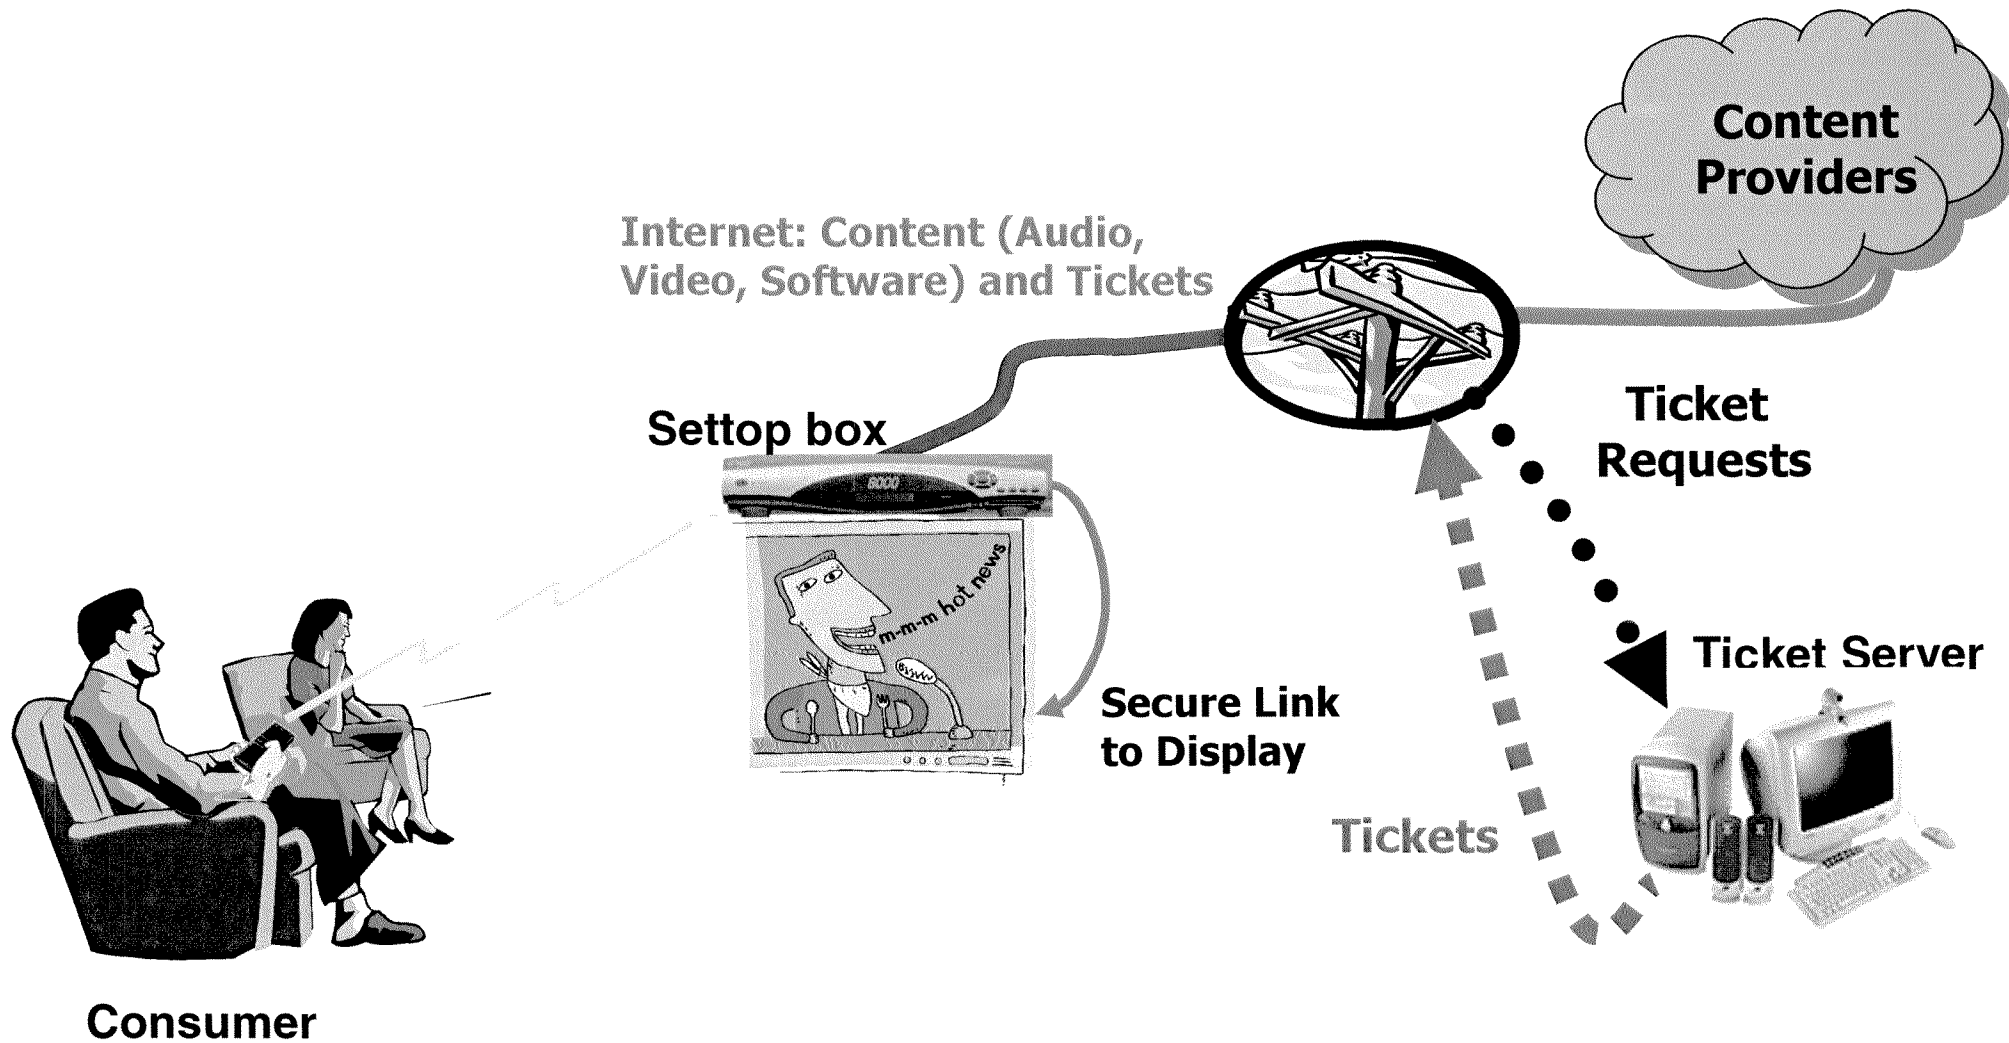 Content
Providers
Internet: Content (Audio,
Video, Software) and Tickets
Ticket
Requests
Settop box
8000
m-m-m hot news
Ticket Server
Secure Link
to Display
Tickets
Consumer